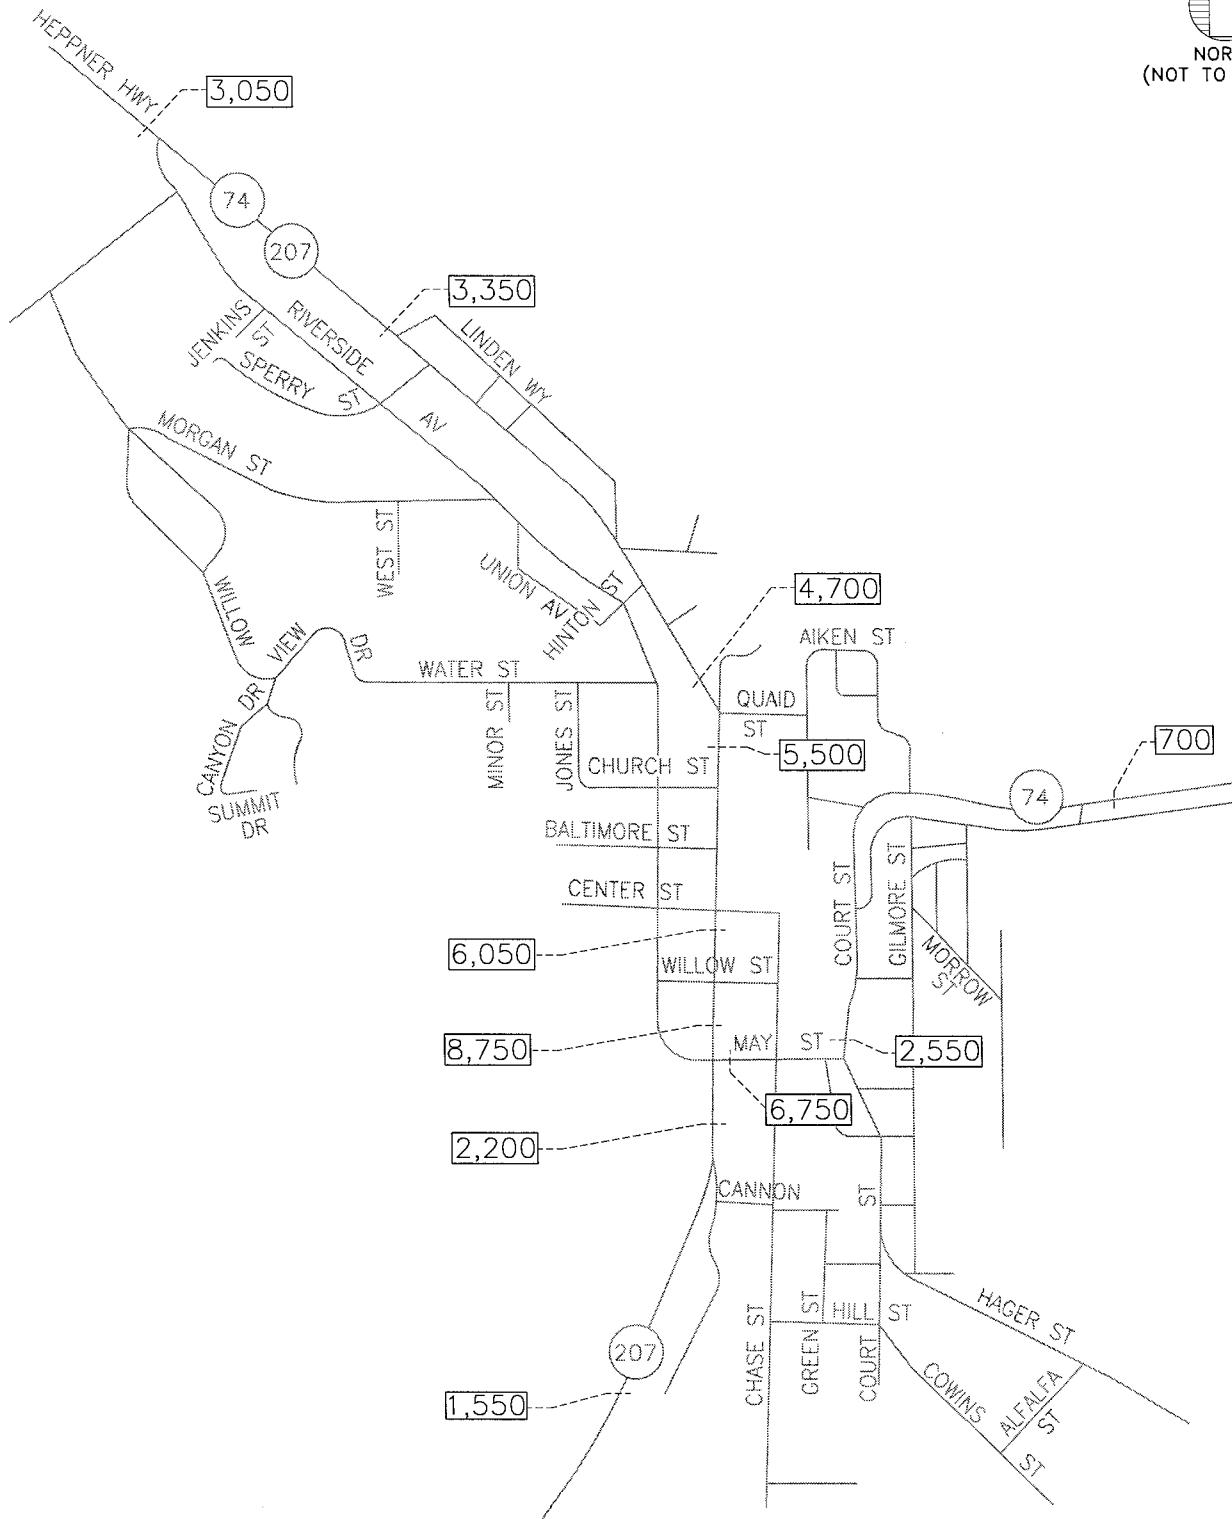 NOR
(NOT TO
HEPPNER HWY
3,050
74
207
3,350
JENKINS ST
RIVERSIDE AV
LINDEN WY
SPERRY ST
MORGAN ST
WEST ST
UNION AV
HINTON ST
4,700
WILLOW VIEW DR
AIKEN ST
WATER ST
CANYON DR
MINOR ST
JONES ST
QUAID ST
700
5,500
CHURCH ST
74
SUMMIT DR
BALTIMORE ST
CENTER ST
COURT ST
GILMORE ST
6,050
WILLOW ST
MORROW ST
8,750
MAY ST
2,550
6,750
2,200
CANNON
ST
HAGER ST
HILL ST
207
CHASE ST
GREEN ST
COURT
1,550
COWINS ST
ALFALFA ST